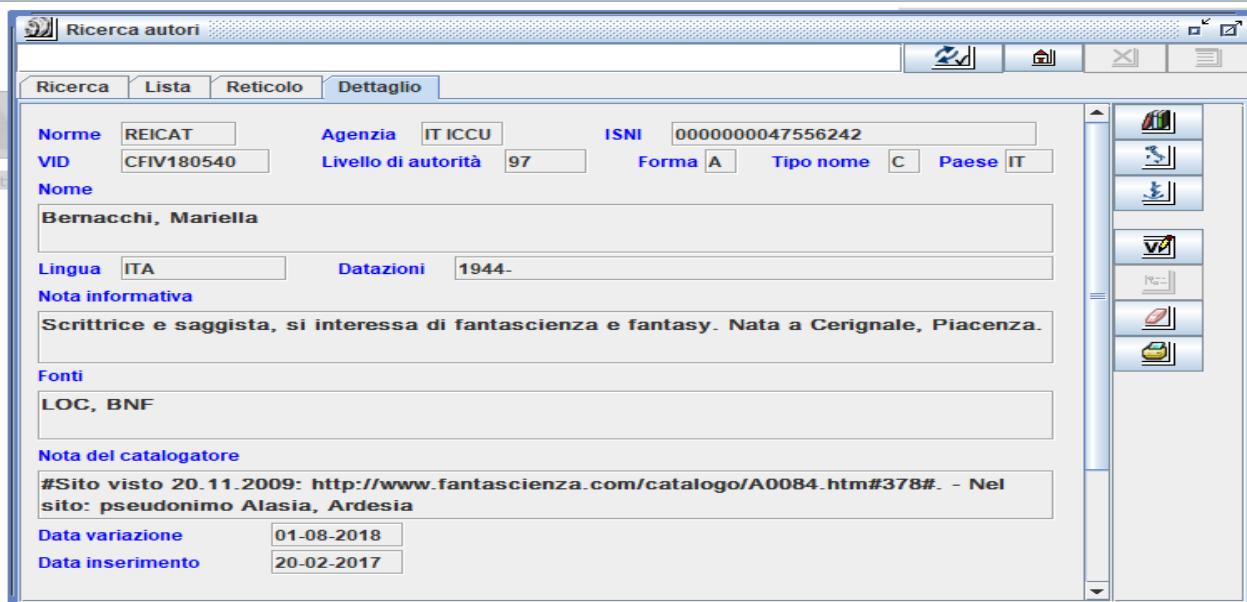 Ricerca autori
Ricerca Lista Reticolo Dettaglio
Norme REICAT Agenzia IT ICCU ISNI 0000000047556242
VID CFIV180540 Livello di autorità 97 Forma A Tipo nome C Paese IT
Nome
Bernacchi, Mariella
Lingua ITA Datazioni 1944-
Nota informativa
Scrittrice e saggista, si interessa di fantascienza e fantasy. Nata a Cerignale, Piacenza.
Fonti
LOC, BNF
Nota del catalogatore
#Sito visto 20.11.2009: http://www.fantascienza.com/catalogo/A0084.htm#378#. - Nel
sito: pseudonimo Alasia, Ardesia
Data variazione 01-08-2018
Data inserimento 20-02-2017